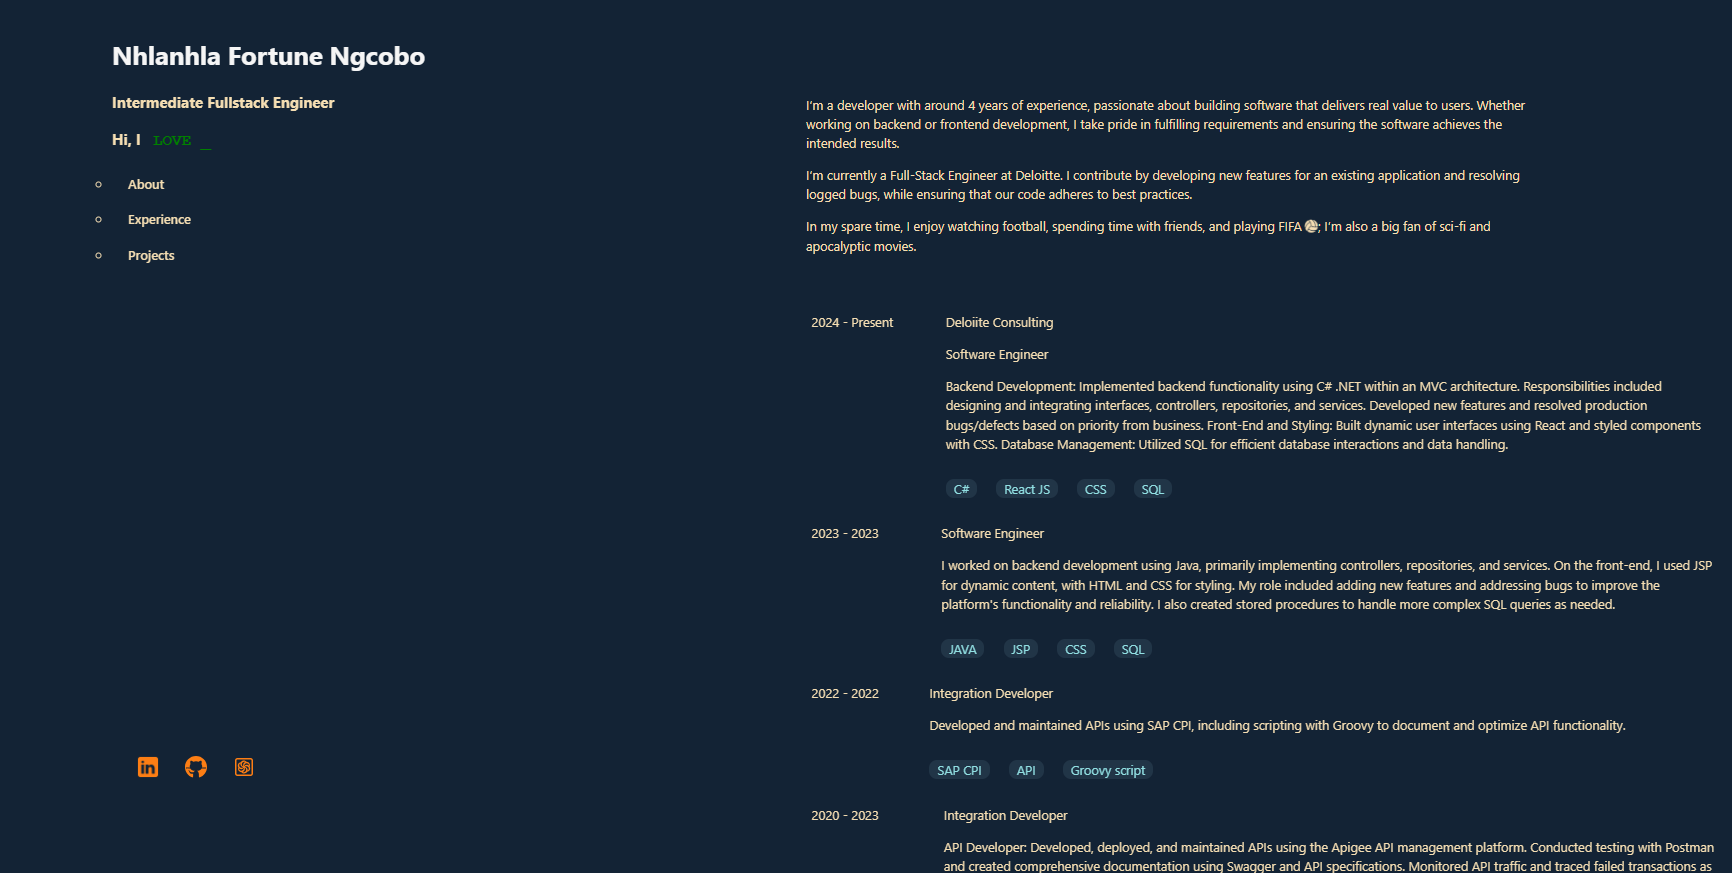 Nhlanhla Fortune Ngcobo
Intermediate Fullstack Engineer
Hi, I LOVE _
About
Experience
Projects
I'm a developer with around 4 years of experience, passionate about building software that delivers real value to users. Whether
working on backend or frontend development, I take pride in fulfilling requirements and ensuring the software achieves the
intended results.
I'm currently a Full-Stack Engineer at Deloitte. I contribute by developing new features for an existing application and resolving
logged bugs, while ensuring that our code adheres to best practices.
In my spare time, I enjoy watching football, spending time with friends, and playing FIFA ⚽; I'm also a big fan of sci-fi and
apocalyptic movies.
2024 - Present
Deloiite Consulting
Software Engineer
Backend Development: Implemented backend functionality using C# .NET within an MVC architecture. Responsibilities included
designing and integrating interfaces, controllers, repositories, and services. Developed new features and resolved production
bugs/defects based on priority from business. Front-End and Styling: Built dynamic user interfaces using React and styled components
with CSS. Database Management: Utilized SQL for efficient database interactions and data handling.
C# React JS CSS SQL
2023 - 2023
Software Engineer
I worked on backend development using Java, primarily implementing controllers, repositories, and services. On the front-end, I used JSP
for dynamic content, with HTML and CSS for styling. My role included adding new features and addressing bugs to improve the
platform's functionality and reliability. I also created stored procedures to handle more complex SQL queries as needed.
JAVA JSP CSS SQL
2022 - 2022
Integration Developer
Developed and maintained APIs using SAP CPI, including scripting with Groovy to document and optimize API functionality.
SAP CPI API Groovy script
2020 - 2023
Integration Developer
API Developer: Developed, deployed, and maintained APIs using the Apigee API management platform. Conducted testing with Postman
and created comprehensive documentation using Swagger and API specifications. Monitored API traffic and traced failed transactions as